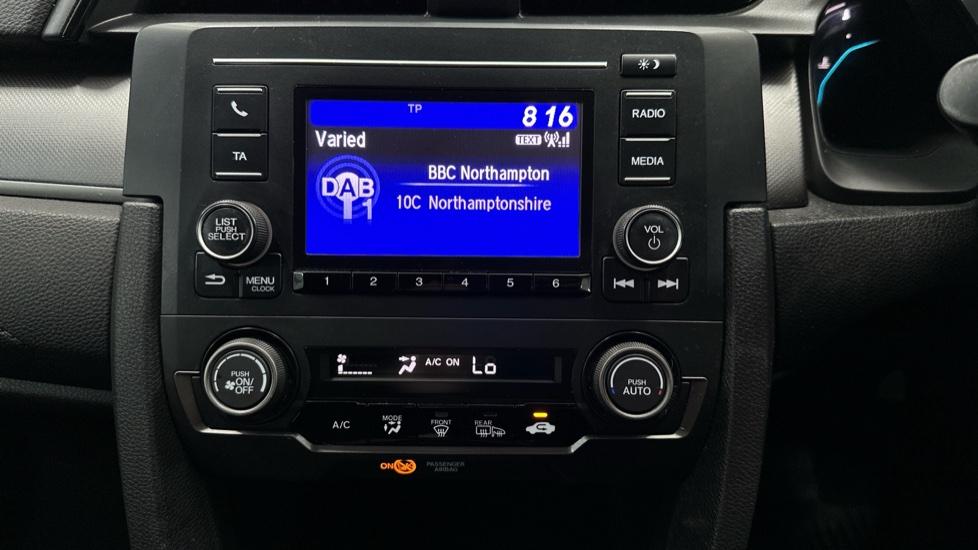 TP 8 16
Varied TEXT
DAB
1
BBC Northampton
10C Northamptonshire
TA
LIST
PUSH
SELECT
MENU
CLOCK
RADIO
MEDIA
VOL
1 2 3 4 5 6
PUSH
ON/
OFF
A/C ON Lo
PUSH
AUTO
A/C
MODE
FRONT
REAR
ON
PASSENGER
AIRBAG